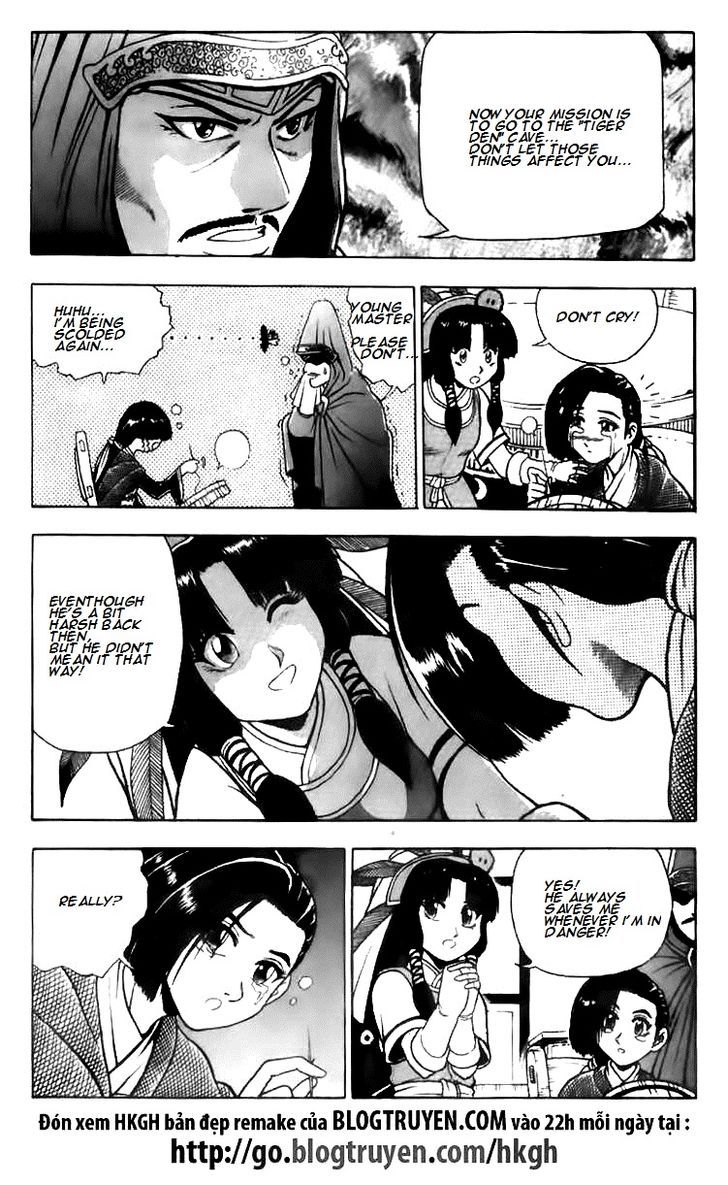 NOW YOUR MISSION IS
TO GO TO THE "TIGER
DEN" CAVE...
DON'T LET THOSE
THINGS AFFECT YOU...
HUHU...
I'M BEING
SCOLDED
AGAIN...
YOUNG
MASTER
PLEASE
DON'T...
DON'T CRY!
EVENTHOUGH
HE'S A BIT
HARSH BACK
THEN,
BUT HE DIDN'T
MEAN IT THAT
WAY!
REALLY?
YES!
HE ALWAYS
SAVES ME
WHENEVER I'M IN
DANGER!
Đón xem HKGH bản đẹp remake của BLOGTRUYEN.COM vào 22h mỗi ngày tại :
http://go.blogtruyen.com/hkgh